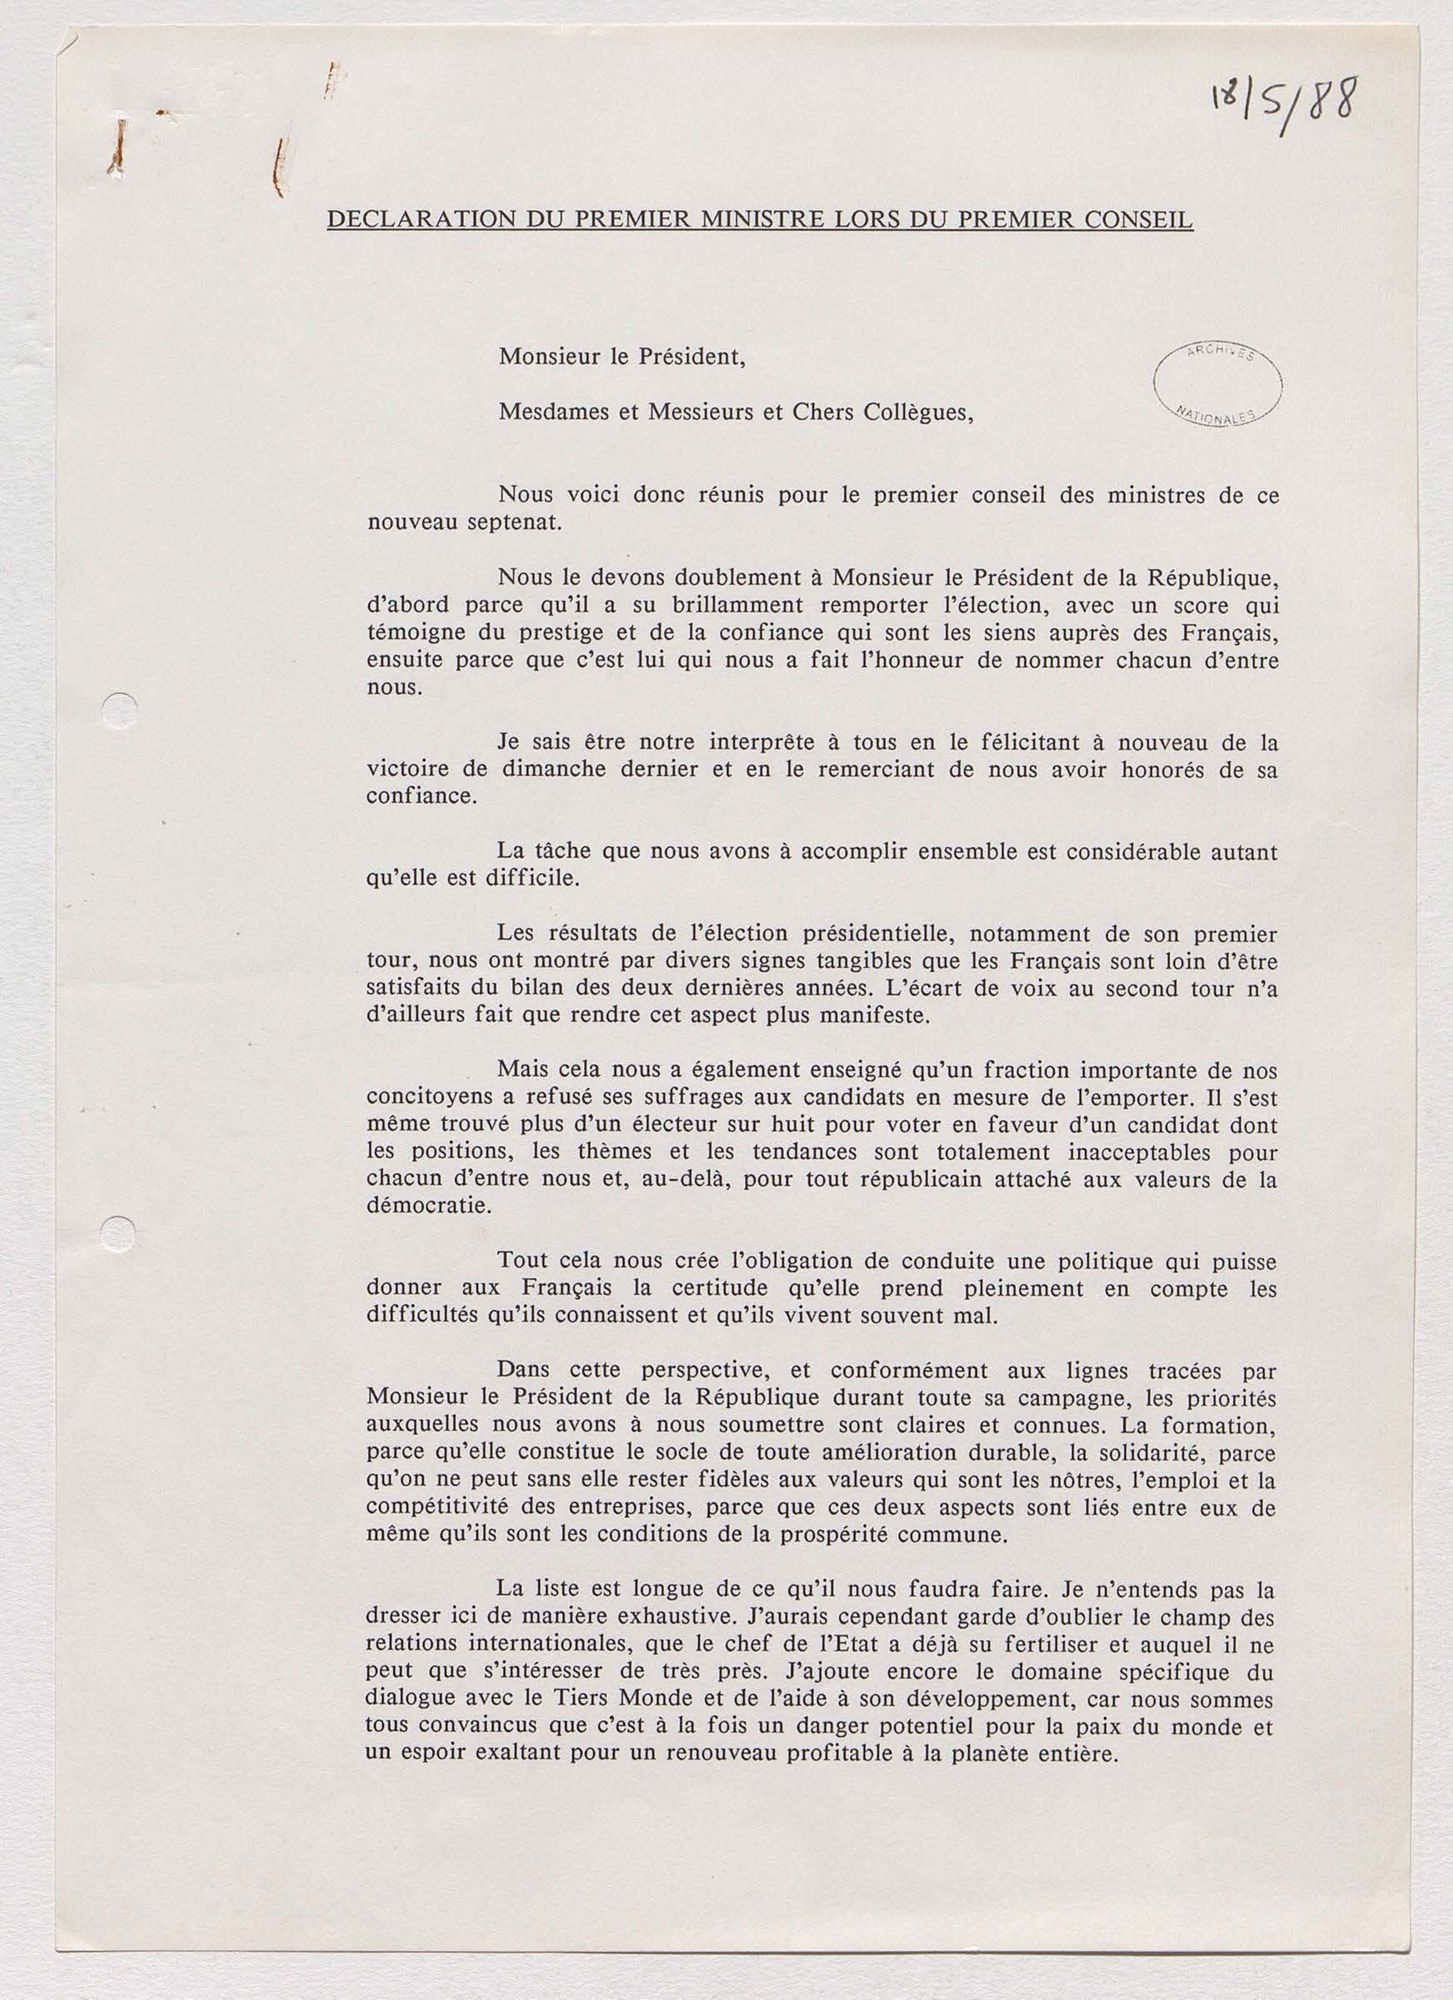 18/5/88
DECLARATION DU PREMIER MINISTRE LORS DU PREMIER CONSEIL
Monsieur le Président,
ARCHIVES
NATIONALES
Mesdames et Messieurs et Chers Collègues,
Nous voici donc réunis pour le premier conseil des ministres de ce
nouveau septenat.
Nous le devons doublement à Monsieur le Président de la République,
d'abord parce qu'il a su brillamment remporter l'élection, avec un score qui
témoigne du prestige et de la confiance qui sont les siens auprès des Français,
ensuite parce que c'est lui qui nous a fait l'honneur de nommer chacun d'entre
nous.
Je sais être notre interprête à tous en le félicitant à nouveau de la
victoire de dimanche dernier et en le remerciant de nous avoir honorés de sa
confiance.
La tâche que nous avons à accomplir ensemble est considérable autant
qu'elle est difficile.
Les résultats de l'élection présidentielle, notamment de son premier
tour, nous ont montré par divers signes tangibles que les Français sont loin d'être
satisfaits du bilan des deux dernières années. L'écart de voix au second tour n'a
d'ailleurs fait que rendre cet aspect plus manifeste.
Mais cela nous a également enseigné qu'un fraction importante de nos
concitoyens a refusé ses suffrages aux candidats en mesure de l'emporter. Il s'est
même trouvé plus d'un électeur sur huit pour voter en faveur d'un candidat dont
les positions, les thèmes et les tendances sont totalement inacceptables pour
chacun d'entre nous et, au-delà, pour tout républicain attaché aux valeurs de la
démocratie.
Tout cela nous crée l'obligation de conduite une politique qui puisse
donner aux Français la certitude qu'elle prend pleinement en compte les
difficultés qu'ils connaissent et qu'ils vivent souvent mal.
Dans cette perspective, et conformément aux lignes tracées par
Monsieur le Président de la République durant toute sa campagne, les priorités
auxquelles nous avons à nous soumettre sont claires et connues. La formation,
parce qu'elle constitue le socle de toute amélioration durable, la solidarité, parce
qu'on ne peut sans elle rester fidèles aux valeurs qui sont les nôtres, l'emploi et la
compétitivité des entreprises, parce que ces deux aspects sont liés entre eux de
même qu'ils sont les conditions de la prospérité commune.
La liste est longue de ce qu'il nous faudra faire. Je n'entends pas la
dresser ici de manière exhaustive. J'aurais cependant garde d'oublier le champ des
relations internationales, que le chef de l'Etat a déjà su fertiliser et auquel il ne
peut que s'intéresser de très près. J'ajoute encore le domaine spécifique du
dialogue avec le Tiers Monde et de l'aide à son développement, car nous sommes
tous convaincus que c'est à la fois un danger potentiel pour la paix du monde et
un espoir exaltant pour un renouveau profitable à la planète entière.